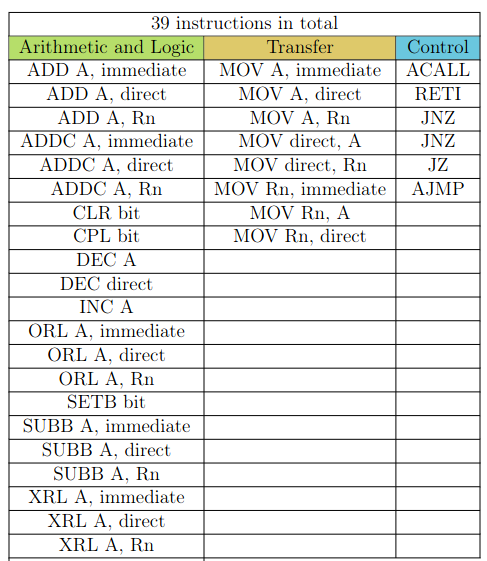 39 instructions in total
Arithmetic and Logic Transfer Control
ADD A, immediate MOV A, immediate ACALL
ADD A, direct MOV A, direct RETI
ADD A, Rn MOV A, Rn JNZ
ADDC A, immediate MOV direct, A JNZ
ADDC A, direct MOV direct, Rn JZ
ADDC A, Rn MOV Rn, immediate AJMP
CLR bit MOV Rn, A
CPL bit MOV Rn, direct
DEC A
DEC direct
INC A
ORL A, immediate
ORL A, direct
ORL A, Rn
SETB bit
SUBB A, immediate
SUBB A, direct
SUBB A, Rn
XRL A, immediate
XRL A, direct
XRL A, Rn